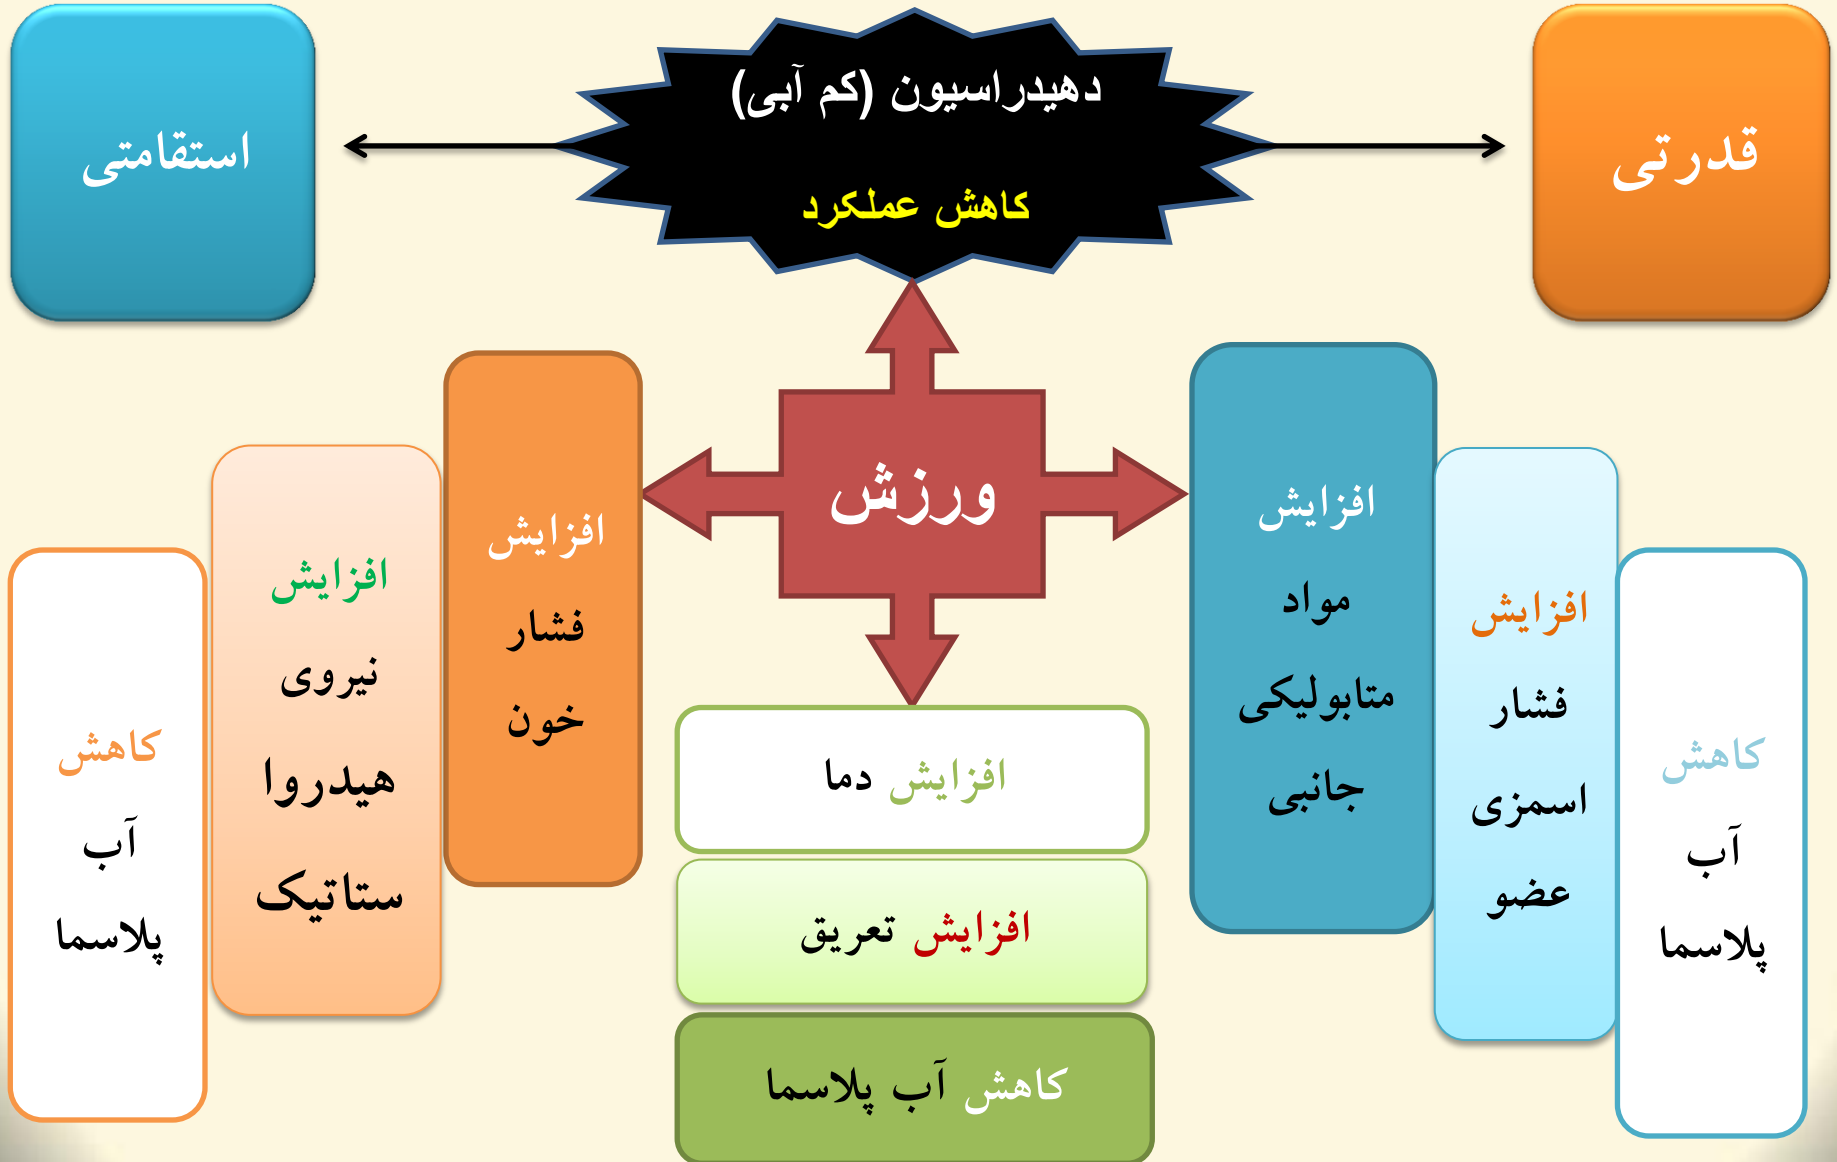 دهیدراسیون (کم آبی)
کاهش عملکرد
قدرتی
استقامتی
ورزش
افزایش
مواد
متابولیکی
جانبی
افزایش
فشار
اسمزی
عضو
کاهش
آب
پلاسما
افزایش
فشار
خون
افزایش
نیروی
هیدروا
ستاتیک
کاهش
آب
پلاسما
افزایش دما
افزایش تعریق
کاهش آب پلاسما